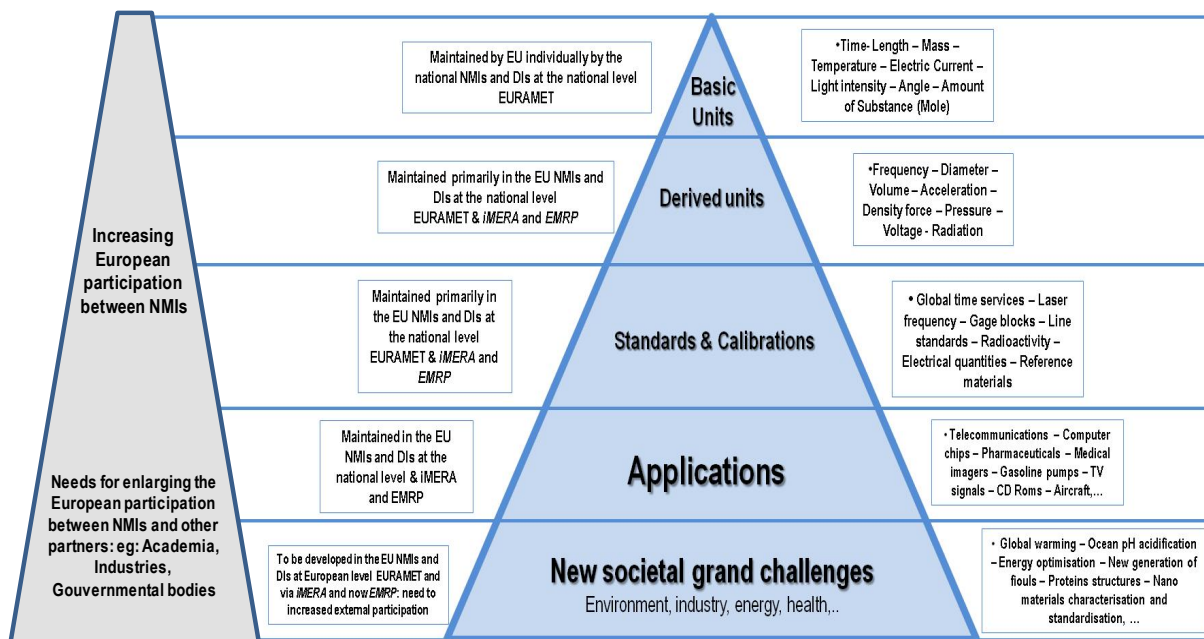 Increasing
European
participation
between NMIs
Needs for enlarging the
European participation
between NMIs and other
partners: eg: Academia,
Industries,
Gouvernmental bodies
Maintained by EU individually by the
national NMIs and DIs at the national level
EURAMET
Basic
Units
•Time- Length – Mass –
Temperature – Electric Current –
Light intensity – Angle – Amount
of Substance (Mole)
Maintained primarily in the EU NMIs and
DIs at the national level
EURAMET & iMERA and EMRP
Derived units
•Frequency – Diameter –
Volume – Acceleration –
Density force – Pressure –
Voltage - Radiation
Maintained primarily in
the EU NMIs and DIs at
the national level
EURAMET & iMERA and
EMRP
Standards & Calibrations
• Global time services – Laser
frequency – Gage blocks – Line
standards – Radioactivity –
Electrical quantities – Reference
materials
Maintained in the EU
NMIs and DIs at the
national level & iMERA
and EMRP
Applications
• Telecommunications – Computer
chips – Pharmaceuticals – Medical
imagers – Gasoline pumps – TV
signals – CD Roms – Aircraft,...
To be developed in the EU NMIs and
DIs at European level EURAMET and
via iMERA and now EMRP: need to
increased external participation
New societal grand challenges
Environment, industry, energy, health,..
• Global warming – Ocean pH acidification
–Energy optimisation – New generation of
fiouls – Proteins structures – Nano
materials characterisation and
standardisation, ...